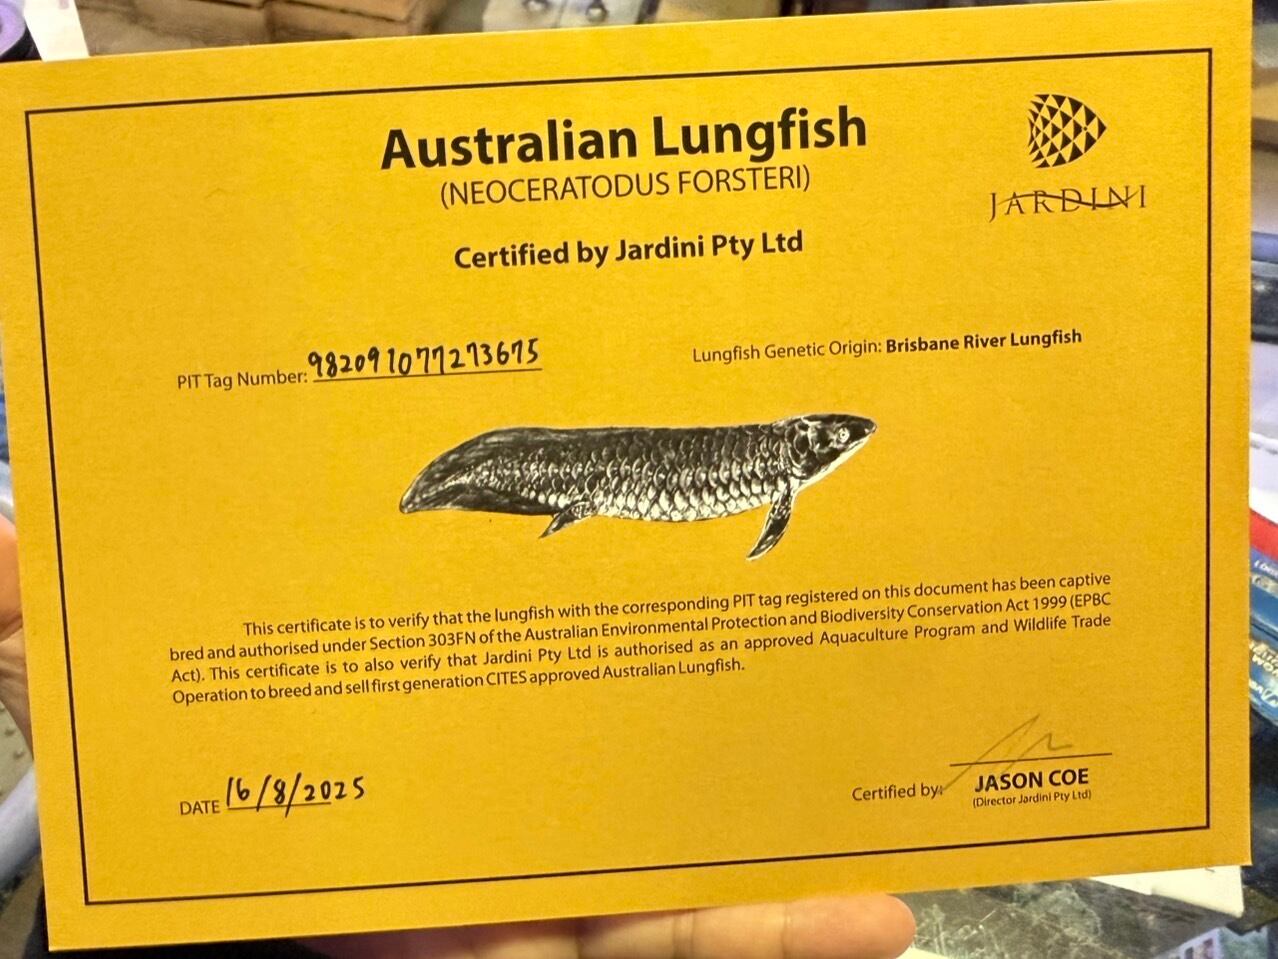 Australian Lungfish
(NEOCERATODUS FORSTERI)
JARDINI
Certified by Jardini Pty Ltd
PIT Tag Number: 982091077273675
Lungfish Genetic Origin: Brisbane River Lungfish
This certificate is to verify that the lungfish with the corresponding PIT tag registered on this document has been captive
bred and authorised under Section 303FN of the Australian Environmental Protection and Biodiversity Conservation Act 1999 (EPBC
Act). This certificate is to also verify that Jardini Pty Ltd is authorised as an approved Aquaculture Program and Wildlife Trade
Operation to breed and sell first generation CITES approved Australian Lungfish.
DATE 16/8/2025
Certified by:
JASON COE
(Director Jardini Pty Ltd)